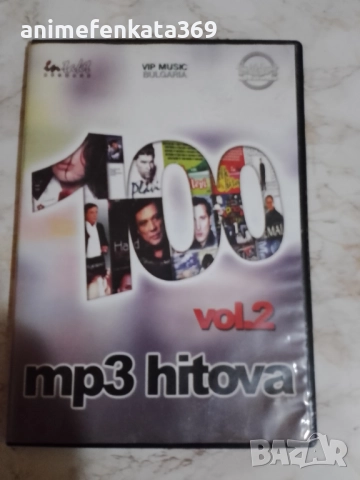 animefenkata369
VIP MUSIC
BULGARIA
100
vol.2
mp3 hitova
BAZAR